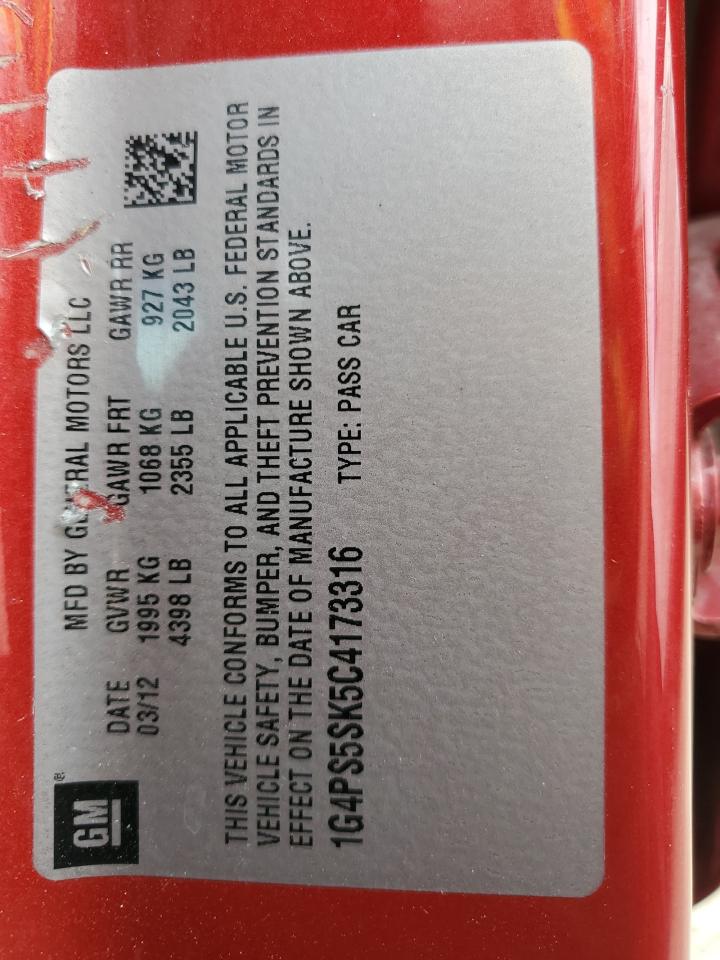 GM®
MFD BY GENERAL MOTORS LLC
DATE GVWR GAWR FRT GAWR RR
03/12 1995 KG 1068 KG 927 KG
4398 LB 2355 LB 2043 LB
THIS VEHICLE CONFORMS TO ALL APPLICABLE U.S. FEDERAL MOTOR
VEHICLE SAFETY, BUMPER, AND THEFT PREVENTION STANDARDS IN
EFFECT ON THE DATE OF MANUFACTURE SHOWN ABOVE.
1G4PS5SK5C4173316 TYPE: PASS CAR